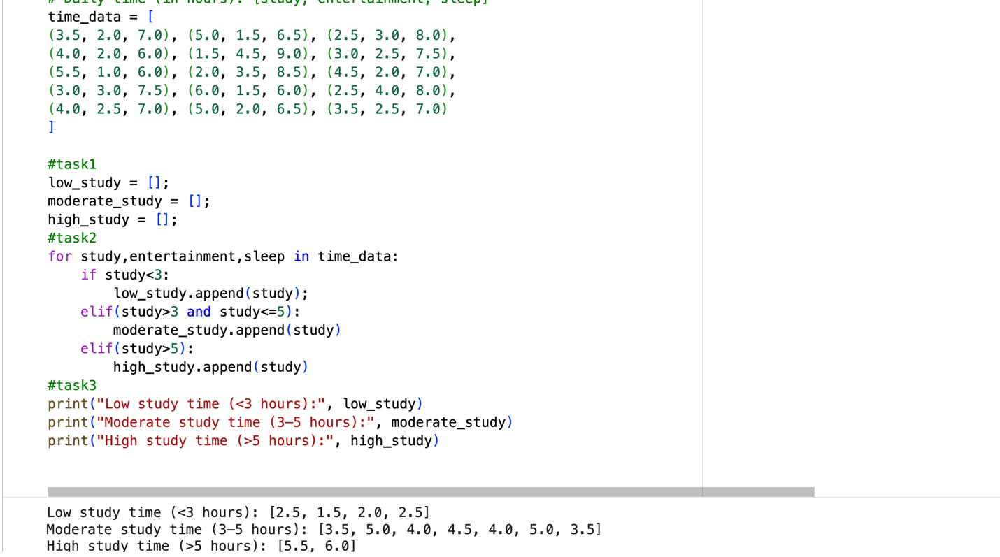 # Daily time (in hours): [study, entertainment, sleep]
time_data = [
(3.5, 2.0, 7.0), (5.0, 1.5, 6.5), (2.5, 3.0, 8.0),
(4.0, 2.0, 6.0), (1.5, 4.5, 9.0), (3.0, 2.5, 7.5),
(5.5, 1.0, 6.0), (2.0, 3.5, 8.5), (4.5, 2.0, 7.0),
(3.0, 3.0, 7.5), (6.0, 1.5, 6.0), (2.5, 4.0, 8.0),
(4.0, 2.5, 7.0), (5.0, 2.0, 6.5), (3.5, 2.5, 7.0)
]
#task1
low_study = [];
moderate_study = [];
high_study = [];
#task2
for study,entertainment,sleep in time_data:
    if study<3:
        low_study.append(study);
    elif(study>3 and study<=5):
        moderate_study.append(study)
    elif(study>5):
        high_study.append(study)
#task3
print("Low study time (<3 hours):", low_study)
print("Moderate study time (3–5 hours):", moderate_study)
print("High study time (>5 hours):", high_study)
Low study time (<3 hours): [2.5, 1.5, 2.0, 2.5]
Moderate study time (3–5 hours): [3.5, 5.0, 4.0, 4.5, 4.0, 5.0, 3.5]
High study time (>5 hours): [5.5, 6.0]